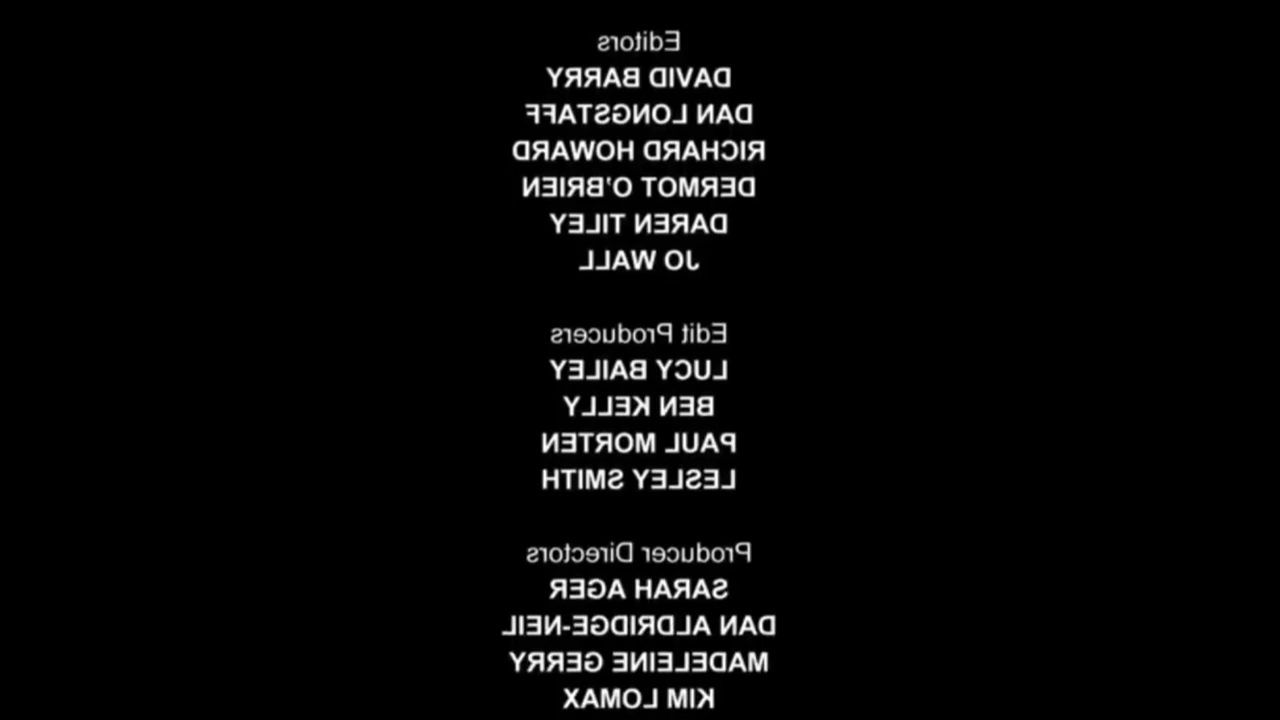 Editors
DAVID BARRY
DAN LONGSTAFF
RICHARD HOWARD
DERMOT O'BRIEN
DAREN TILEY
JO WALL
Edit Producers
LUCY BAILEY
BEN KELLY
PAUL MORTEN
LESLEY SMITH
Producer Directors
SARAH AGER
DAN ALDRIDGE-NEIL
MADELEINE GERRY
KIM LOMAX